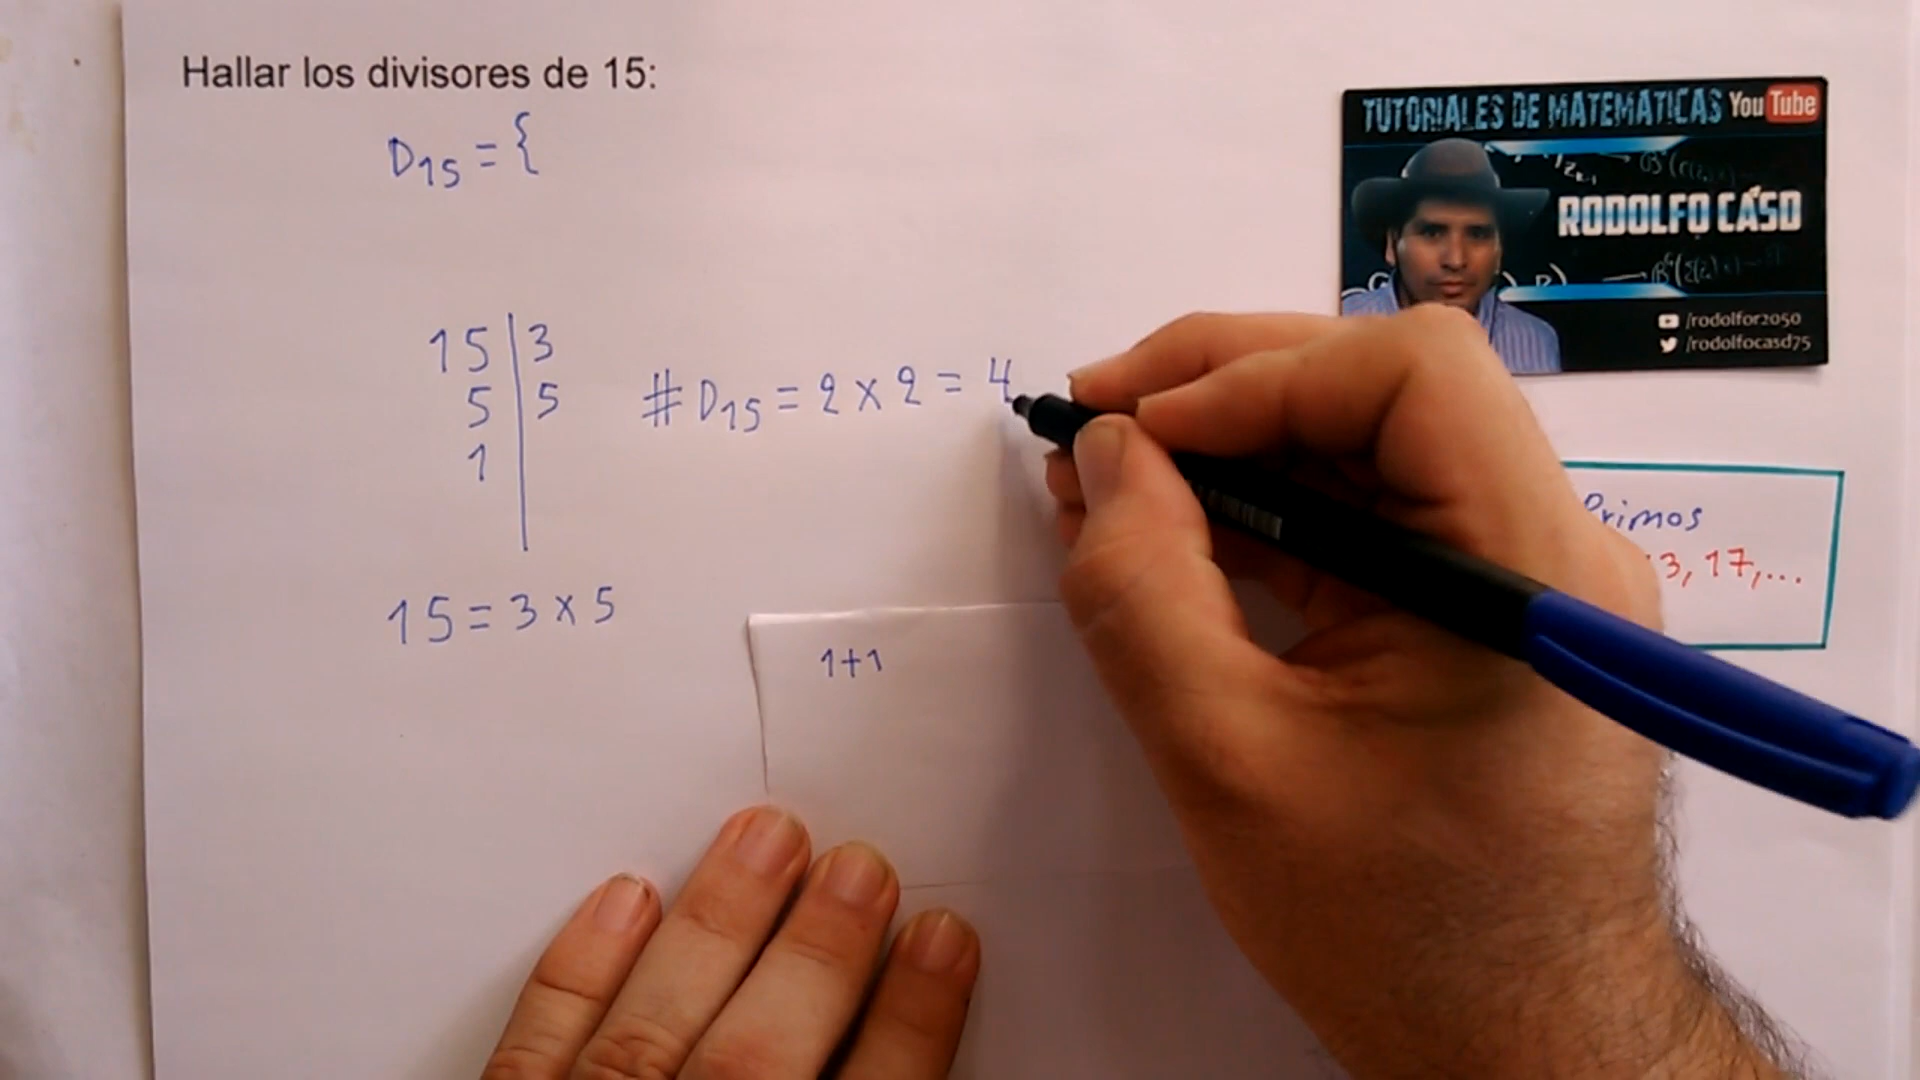 Hallar los divisores de 15:
D15 = {
15 | 3
5 | 5
1
#D15 = 2 x 2 = 4
15 = 3 x 5
1+1
TUTORIALES DE MATEMATICAS YouTube
RODOLFO CASD
/rodolfor2050
/rodolfocasd75
Primos
3, 17,...